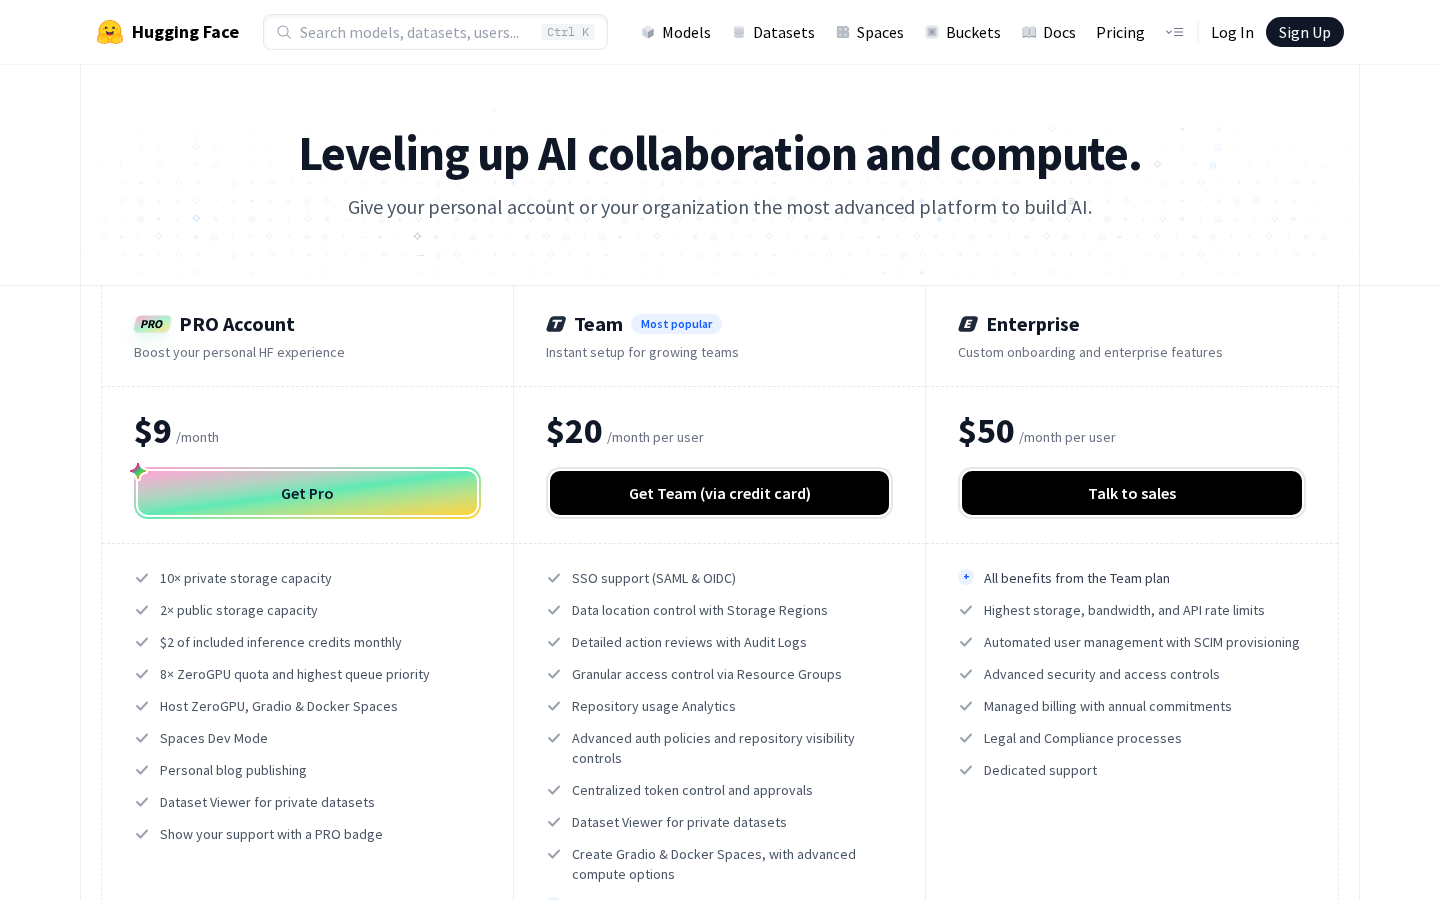 Hugging Face
Search models, datasets, users...
Ctrl K
Models
Datasets
Spaces
Buckets
Docs
Pricing
Log In
Sign Up
Leveling up AI collaboration and compute.
Give your personal account or your organization the most advanced platform to build AI.
PRO PRO Account
Boost your personal HF experience
$9 /month
Get Pro
10× private storage capacity
2× public storage capacity
$2 of included inference credits monthly
8× ZeroGPU quota and highest queue priority
Host ZeroGPU, Gradio & Docker Spaces
Spaces Dev Mode
Personal blog publishing
Dataset Viewer for private datasets
Show your support with a PRO badge
T Team Most popular
Instant setup for growing teams
$20 /month per user
Get Team (via credit card)
SSO support (SAML & OIDC)
Data location control with Storage Regions
Detailed action reviews with Audit Logs
Granular access control via Resource Groups
Repository usage Analytics
Advanced auth policies and repository visibility
controls
Centralized token control and approvals
Dataset Viewer for private datasets
Create Gradio & Docker Spaces, with advanced
compute options
E Enterprise
Custom onboarding and enterprise features
$50 /month per user
Talk to sales
+ All benefits from the Team plan
Highest storage, bandwidth, and API rate limits
Automated user management with SCIM provisioning
Advanced security and access controls
Managed billing with annual commitments
Legal and Compliance processes
Dedicated support